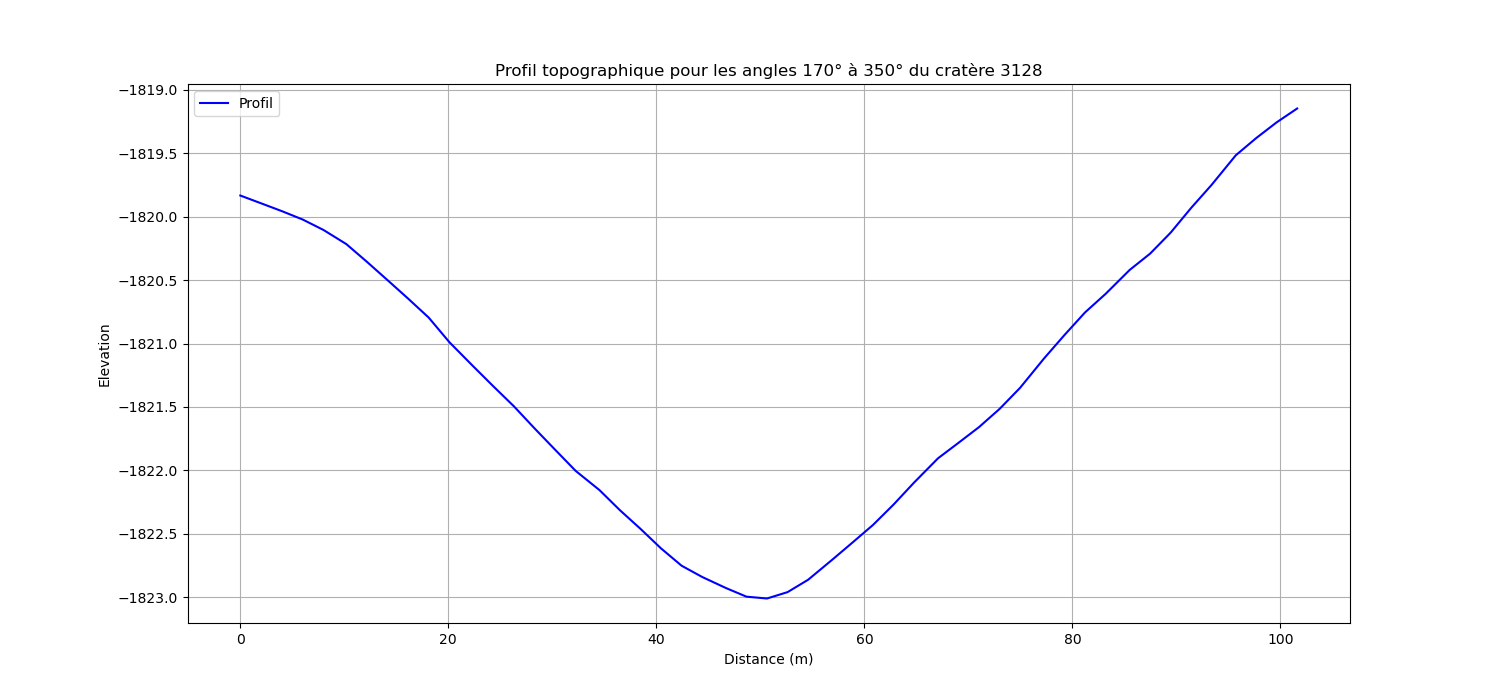 Profil topographique pour les angles 170° à 350° du cratère 3128
Profil
−1819.0
−1819.5
−1820.0
−1820.5
−1821.0
−1821.5
−1822.0
−1822.5
−1823.0
Elevation
0 20 40 60 80 100
Distance (m)